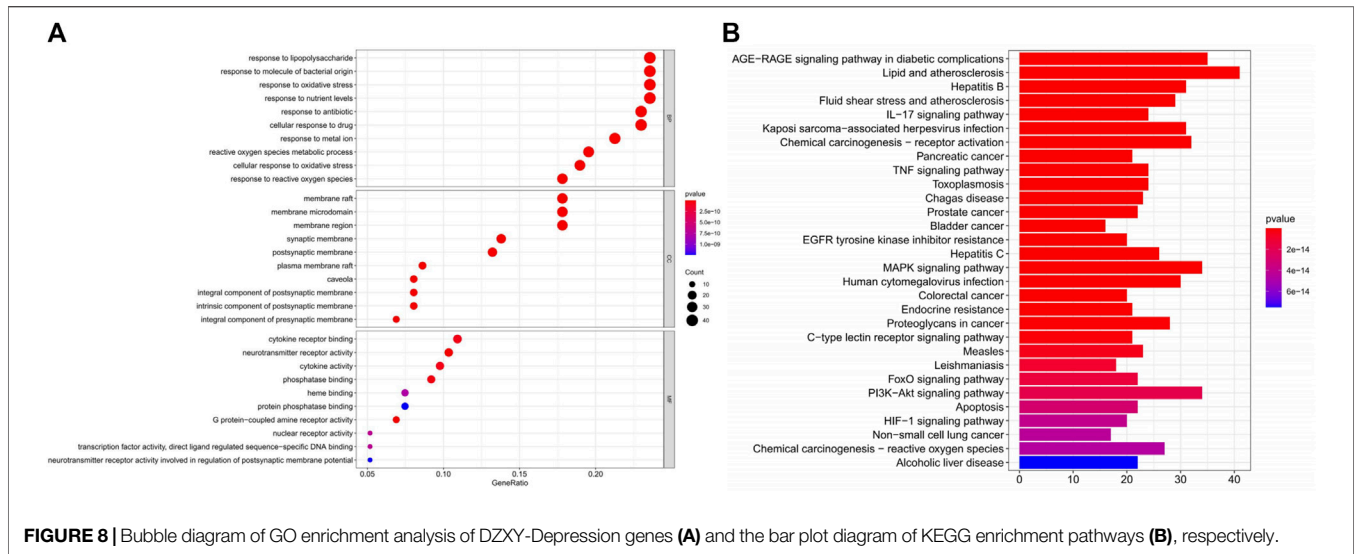 A
response to lipopolysaccharide
response to molecule of bacterial origin
response to oxidative stress
response to nutrient levels
response to antibiotic
cellular response to drug
response to metal ion
reactive oxygen species metabolic process
cellular response to oxidative stress
response to reactive oxygen species
BP
membrane raft
membrane microdomain
membrane region
synaptic membrane
postsynaptic membrane
plasma membrane raft
caveola
integral component of postsynaptic membrane
intrinsic component of postsynaptic membrane
integral component of presynaptic membrane
CC
cytokine receptor binding
neurotransmitter receptor activity
cytokine activity
phosphatase binding
heme binding
protein phosphatase binding
G protein-coupled amine receptor activity
nuclear receptor activity
transcription factor activity, direct ligand regulated sequence-specific DNA binding
neurotransmitter receptor activity involved in regulation of postsynaptic membrane potential
MF
0.05 0.10 0.15 0.20
GeneRatio
pvalue
2.5e-10
5.0e-10
7.5e-10
1.0e-09
Count
10
20
30
40
B
AGE-RAGE signaling pathway in diabetic complications
Lipid and atherosclerosis
Hepatitis B
Fluid shear stress and atherosclerosis
IL-17 signaling pathway
Kaposi sarcoma-associated herpesvirus infection
Chemical carcinogenesis - receptor activation
Pancreatic cancer
TNF signaling pathway
Toxoplasmosis
Chagas disease
Prostate cancer
Bladder cancer
EGFR tyrosine kinase inhibitor resistance
Hepatitis C
MAPK signaling pathway
Human cytomegalovirus infection
Colorectal cancer
Endocrine resistance
Proteoglycans in cancer
C-type lectin receptor signaling pathway
Measles
Leishmaniasis
FoxO signaling pathway
PI3K-Akt signaling pathway
Apoptosis
HIF-1 signaling pathway
Non-small cell lung cancer
Chemical carcinogenesis - reactive oxygen species
Alcoholic liver disease
0 10 20 30 40
pvalue
2e-14
4e-14
6e-14
FIGURE 8 | Bubble diagram of GO enrichment analysis of DZXY-Depression genes (A) and the bar plot diagram of KEGG enrichment pathways (B), respectively.